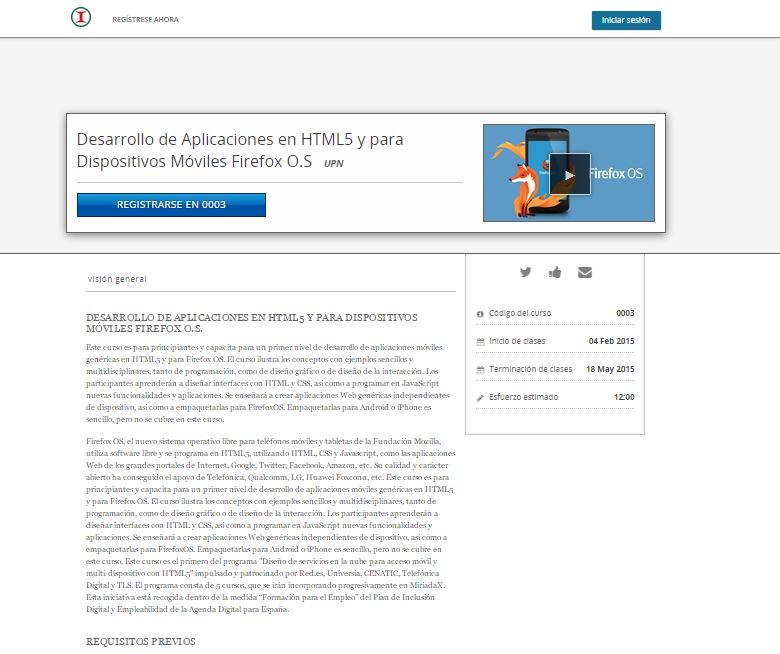 I
REGÍSTRESE AHORA
Iniciar sesión
Desarrollo de Aplicaciones en HTML5 y para
Dispositivos Móviles Firefox O.S UPN
REGISTRARSE EN 0003
Firefox OS
visión general
Código del curso 0003
Inicio de clases 04 Feb 2015
Terminación de clases 18 May 2015
Esfuerzo estimado 12:00
DESARROLLO DE APLICACIONES EN HTML5 Y PARA DISPOSITIVOS
MÓVILES FIREFOX O.S.
Este curso es para principiantes y capacita para un primer nivel de desarrollo de aplicaciones móviles
genéricas en HTML5 y para Firefox OS. El curso ilustra los conceptos con ejemplos sencillos y
multidisciplinares, tanto de programación, como de diseño gráfico o de diseño de la interacción. Los
participantes aprenderán a diseñar interfaces con HTML y CSS, así como a programar en JavaScript
nuevas funcionalidades y aplicaciones. Se enseñará a crear aplicaciones Web genéricas independientes
de dispositivo, así como a empaquetarlas para FirefoxOS. Empaquetarlas para Android o iPhone es
sencillo, pero no se cubre en este curso.
Firefox OS, el nuevo sistema operativo libre para teléfonos móviles y tabletas de la Fundación Mozilla,
utiliza software libre y se programa en HTML5, utilizando HTML, CSS y Javascript, como las aplicaciones
Web de los grandes portales de Internet, Google, Twitter, Facebook, Amazon. etc. Su calidad y carácter
abierto ha conseguido el apoyo de Telefónica, Qualcomm, LG, Huawei Foxconn, etc. Este curso es para
principiantes y capacita para un primer nivel de desarrollo de aplicaciones móviles genéricas en HTML5
y para Firefox OS. El curso ilustra los conceptos con ejemplos sencillos y multidisciplinares, tanto de
programación, como de diseño gráfico o de diseño de la interacción. Los participantes aprenderán a
diseñar interfaces con HTML y CSS, así como a programar en JavaScript nuevas funcionalidades y
aplicaciones. Se enseñará a crear aplicaciones Web genéricas independientes de dispositivo, así como a
empaquetarlas para FirefoxOS. Empaquetarlas para Android o iPhone es sencillo, pero no se cubre en
este curso. Este curso es el primero del programa "Diseño de servicios en la nube para acceso móvil y
multi-dispositivo con HTML5" impulsado y patrocinado por Red.es, Universia, CENATIC, Telefónica
Digital y TLS. El programa consta de 5 cursos, que se irán incorporando progresivamente en MiriadaX.
Esta iniciativa está recogida dentro de la medida "Formación para el Empleo" del Plan de Inclusión
Digital y Empleabilidad de la Agenda Digital para España.
REQUISITOS PREVIOS